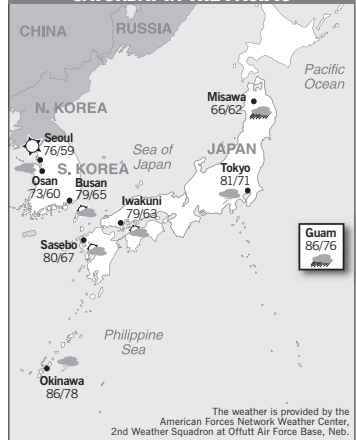 CHINA
RUSSIA
Pacific
Ocean
N. KOREA
Misawa
66/62
Seoul
76/59
Sea of
Japan
JAPAN
S. KOREA
Osan
73/60
Busan
79/65
Tokyo
81/71
Iwakuni
79/63
Sasebo
80/67
Guam
86/76
Philippine
Sea
Okinawa
86/78
The weather is provided by the
American Forces Network Weather Center,
2nd Weather Squadron at Offutt Air Force Base, Neb.